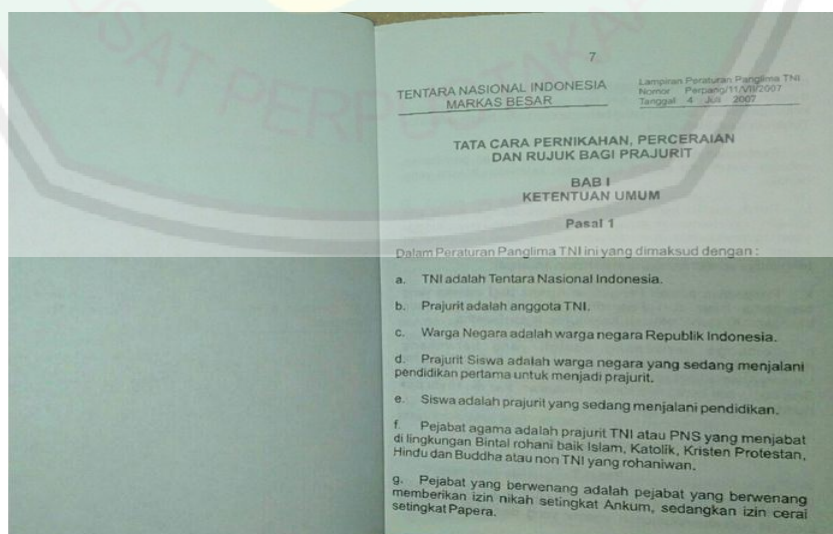 7
TENTARA NASIONAL INDONESIA
MARKAS BESAR
Lampiran Peraturan Panglima TNI
Nomor Perpang/11/VII/2007
Tanggal 4 Juli 2007
TATA CARA PERNIKAHAN, PERCERAIAN
DAN RUJUK BAGI PRAJURIT
BAB I
KETENTUAN UMUM
Pasal 1
Dalam Peraturan Panglima TNI ini yang dimaksud dengan :
a. TNI adalah Tentara Nasional Indonesia.
b. Prajurit adalah anggota TNI.
c. Warga Negara adalah warga negara Republik Indonesia.
d. Prajurit Siswa adalah warga negara yang sedang menjalani
pendidikan pertama untuk menjadi prajurit.
e. Siswa adalah prajurit yang sedang menjalani pendidikan.
f. Pejabat agama adalah prajurit TNI atau PNS yang menjabat
di lingkungan Bintal rohani baik Islam, Katolik, Kristen Protestan,
Hindu dan Buddha atau non TNI yang rohaniwan.
g. Pejabat yang berwenang adalah pejabat yang berwenang
memberikan izin nikah setingkat Ankum, sedangkan izin cerai
setingkat Papera.